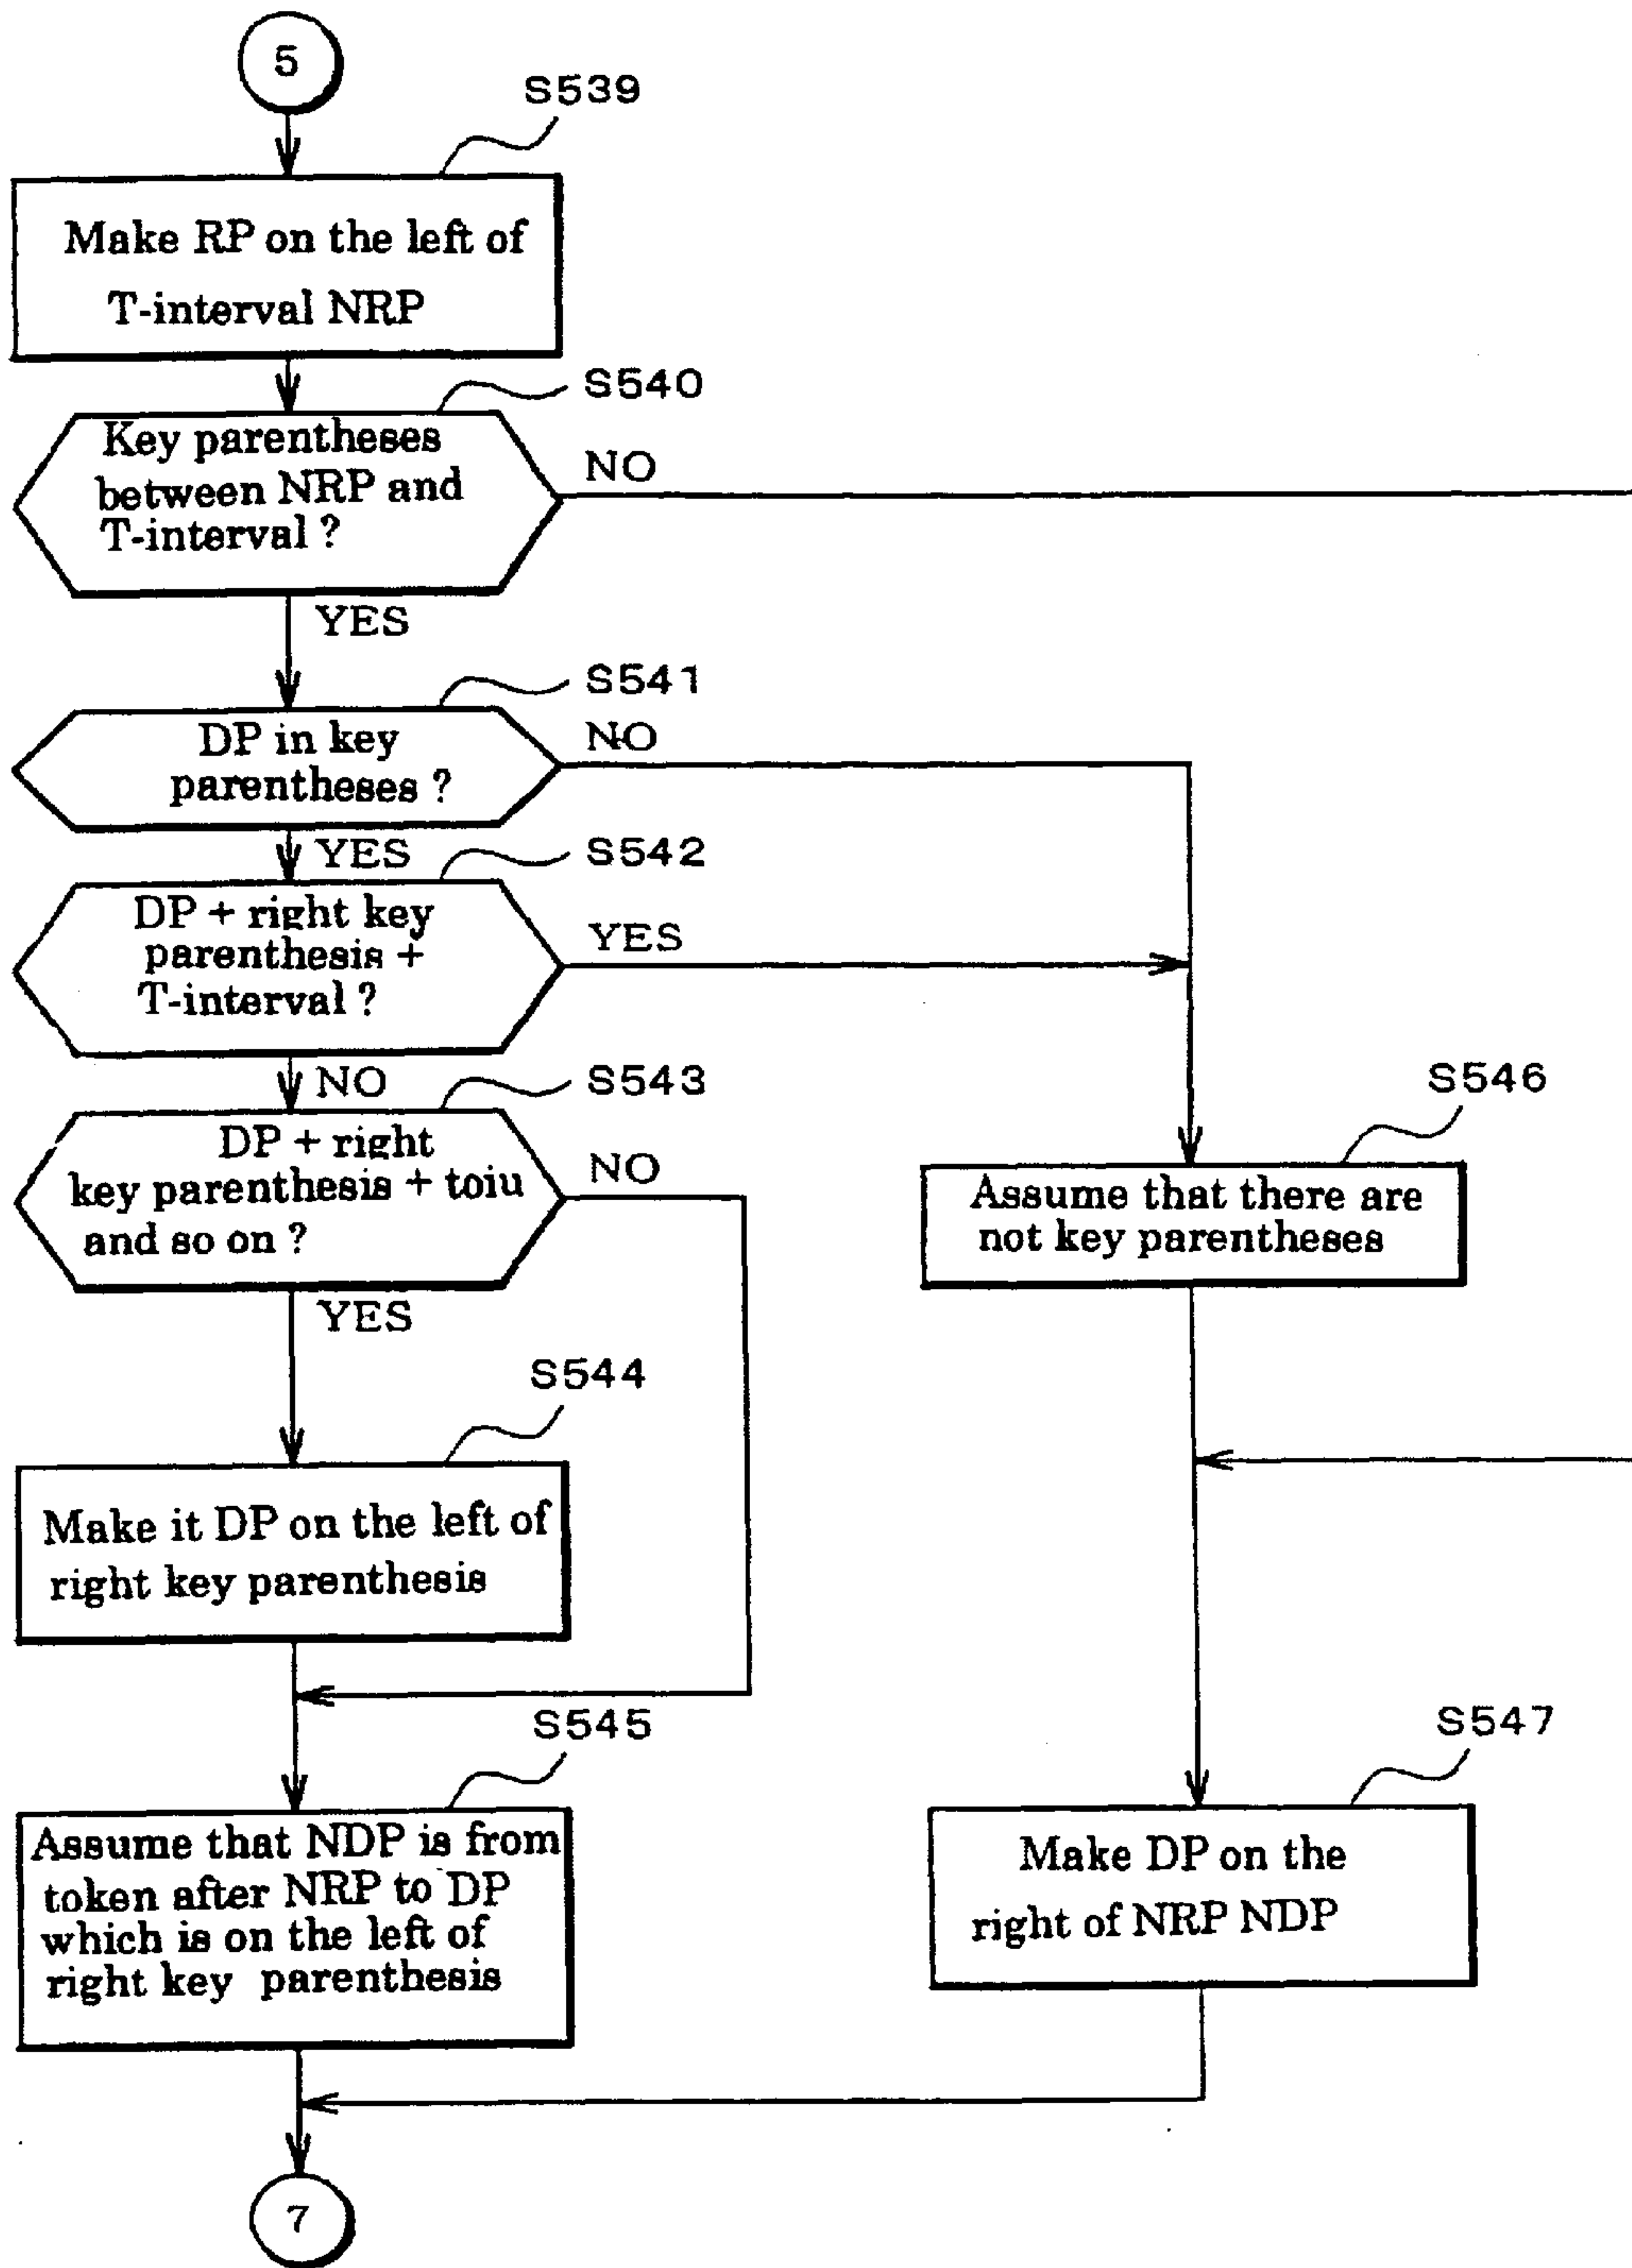 5
S539
Make RP on the left of
T-interval NRP
S540
Key parentheses
between NRP and
T-interval ?
NO
YES
S541
DP in key
parentheses ?
NO
YES
S542
DP + right key
parenthesis +
T-interval ?
YES
NO
S543
DP + right
key parenthesis + toiu
and so on ?
NO
YES
S546
Assume that there are
not key parentheses
S544
Make it DP on the left of
right key parenthesis
S545
Assume that NDP is from
token after NRP to DP
which is on the left of
right key parenthesis
S547
Make DP on the
right of NRP NDP
7